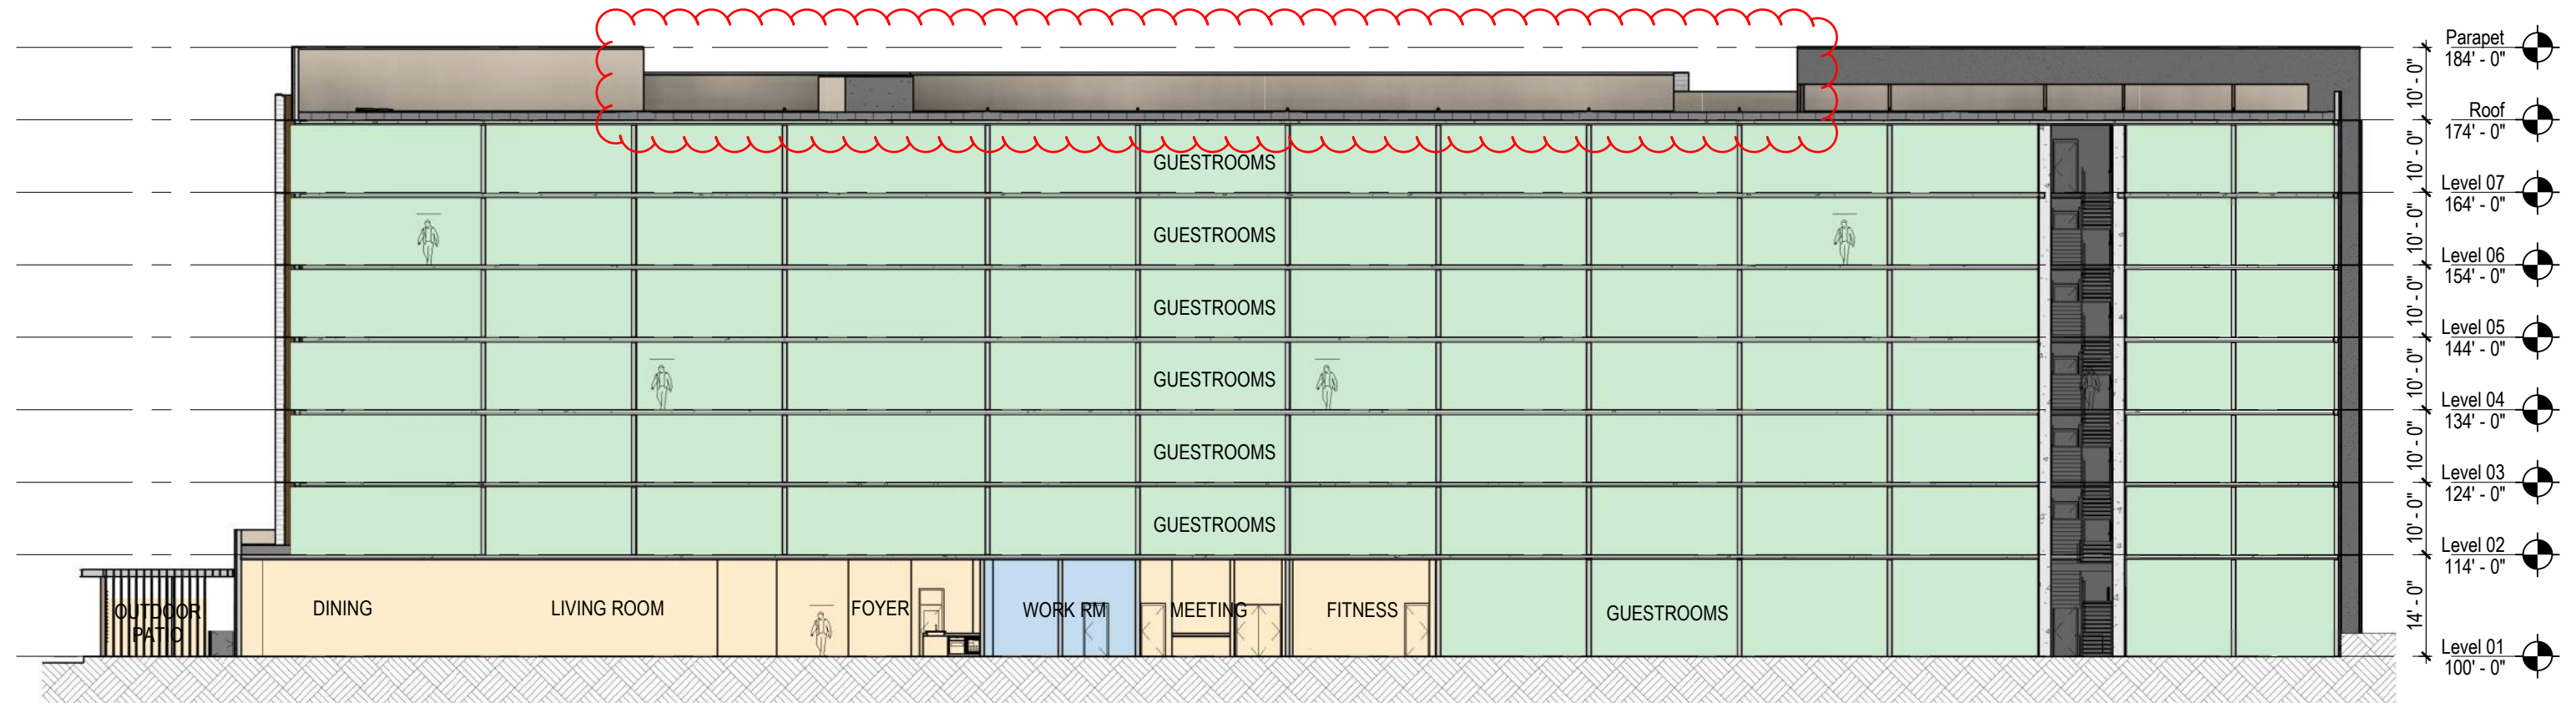 Parapet
184' - 0"
10' - 0"
Roof
174' - 0"
10' - 0"
GUESTROOMS
Level 07
164' - 0"
10' - 0"
GUESTROOMS
Level 06
154' - 0"
10' - 0"
GUESTROOMS
Level 05
144' - 0"
10' - 0"
GUESTROOMS
Level 04
134' - 0"
10' - 0"
GUESTROOMS
Level 03
124' - 0"
10' - 0"
GUESTROOMS
Level 02
114' - 0"
14' - 0"
OUTDOOR
PATIO
DINING
LIVING ROOM
FOYER
WORK RM
MEETING
FITNESS
GUESTROOMS
Level 01
100' - 0"